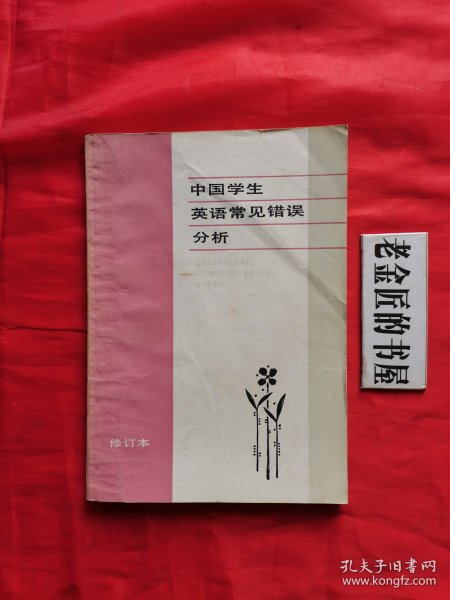 中国学生
英语常见错误
分析
修订本
老金匠的书屋
孔夫子旧书网
www.kongfz.com